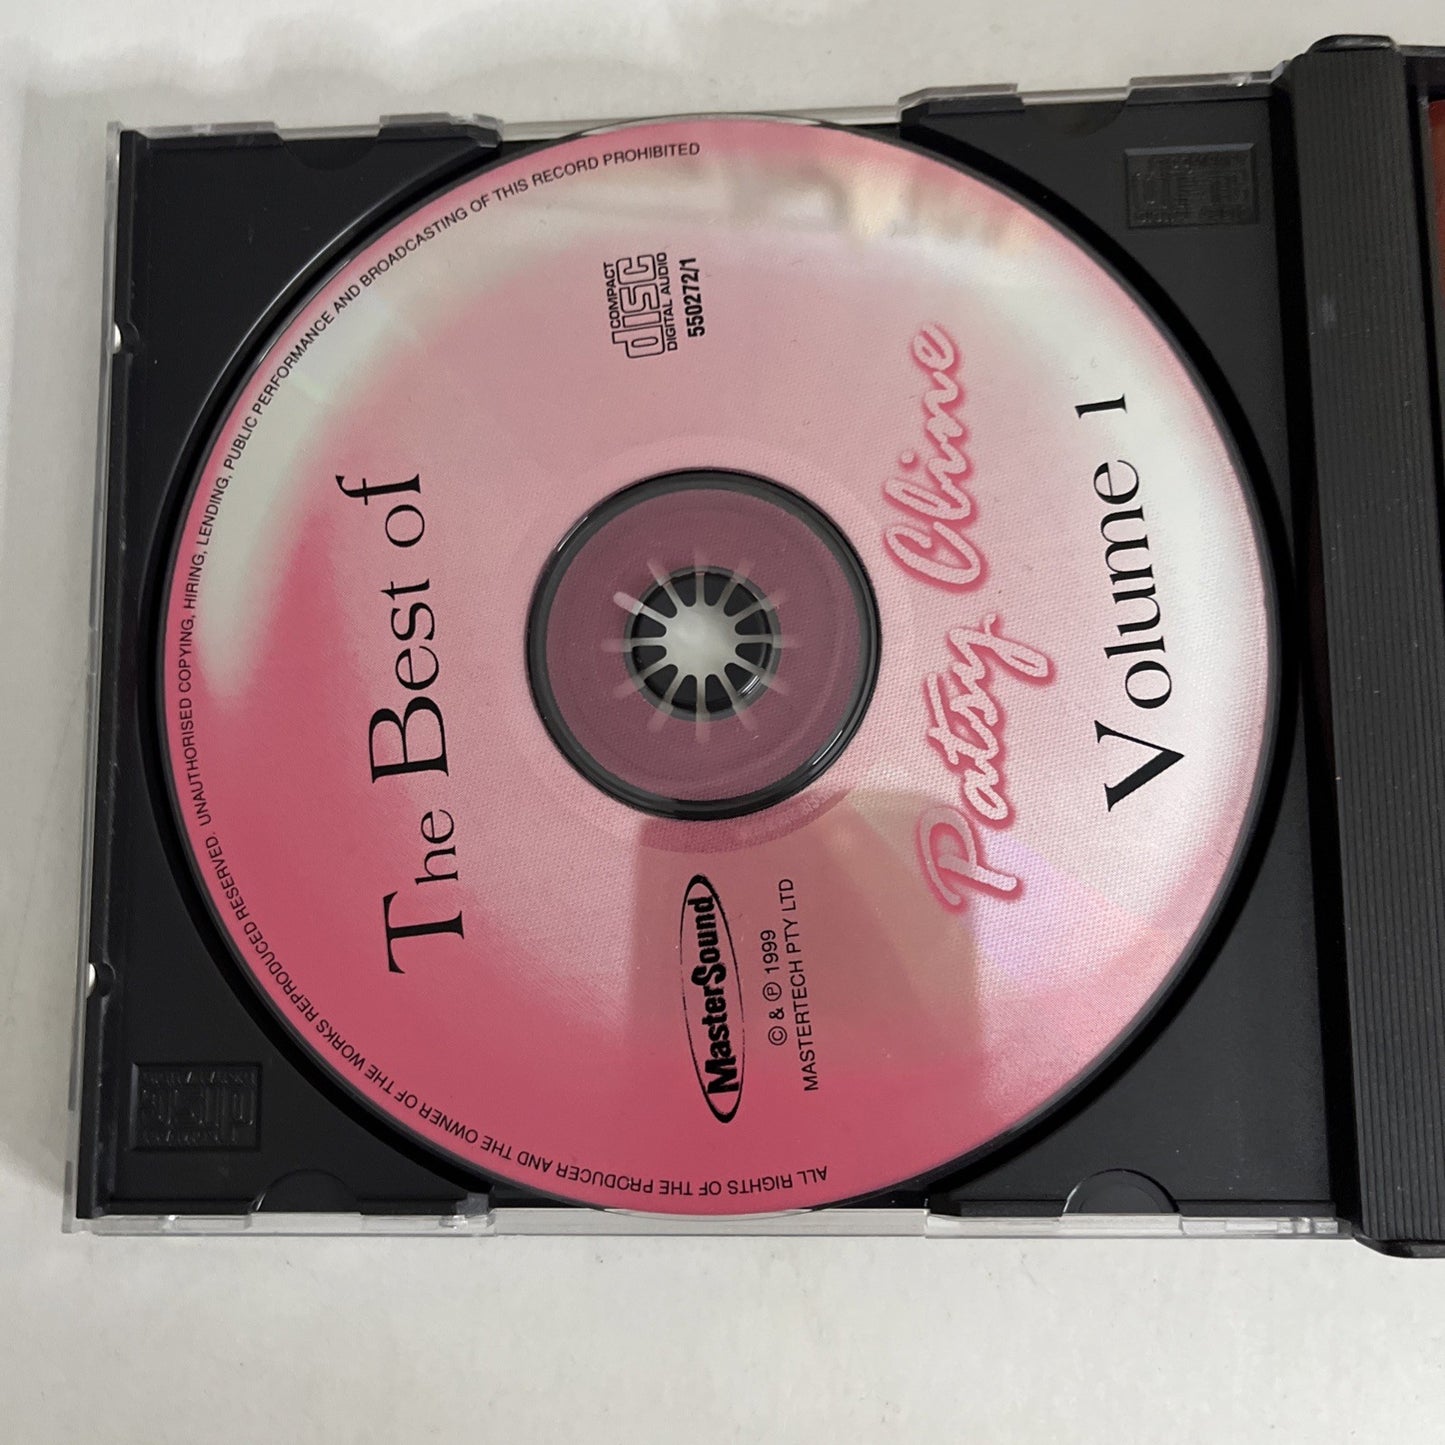 The Best of
MasterSound
© & ℗ 1999
MASTERTECH PTY LTD
COMPACT
disc
DIGITAL AUDIO
550272/1
Patsy Cline
Volume 1
ALL RIGHTS OF THE PRODUCER AND THE OWNER OF THE WORKS REPRODUCED RESERVED. UNAUTHORISED COPYING, HIRING, LENDING, PUBLIC PERFORMANCE AND BROADCASTING OF THIS RECORD PROHIBITED